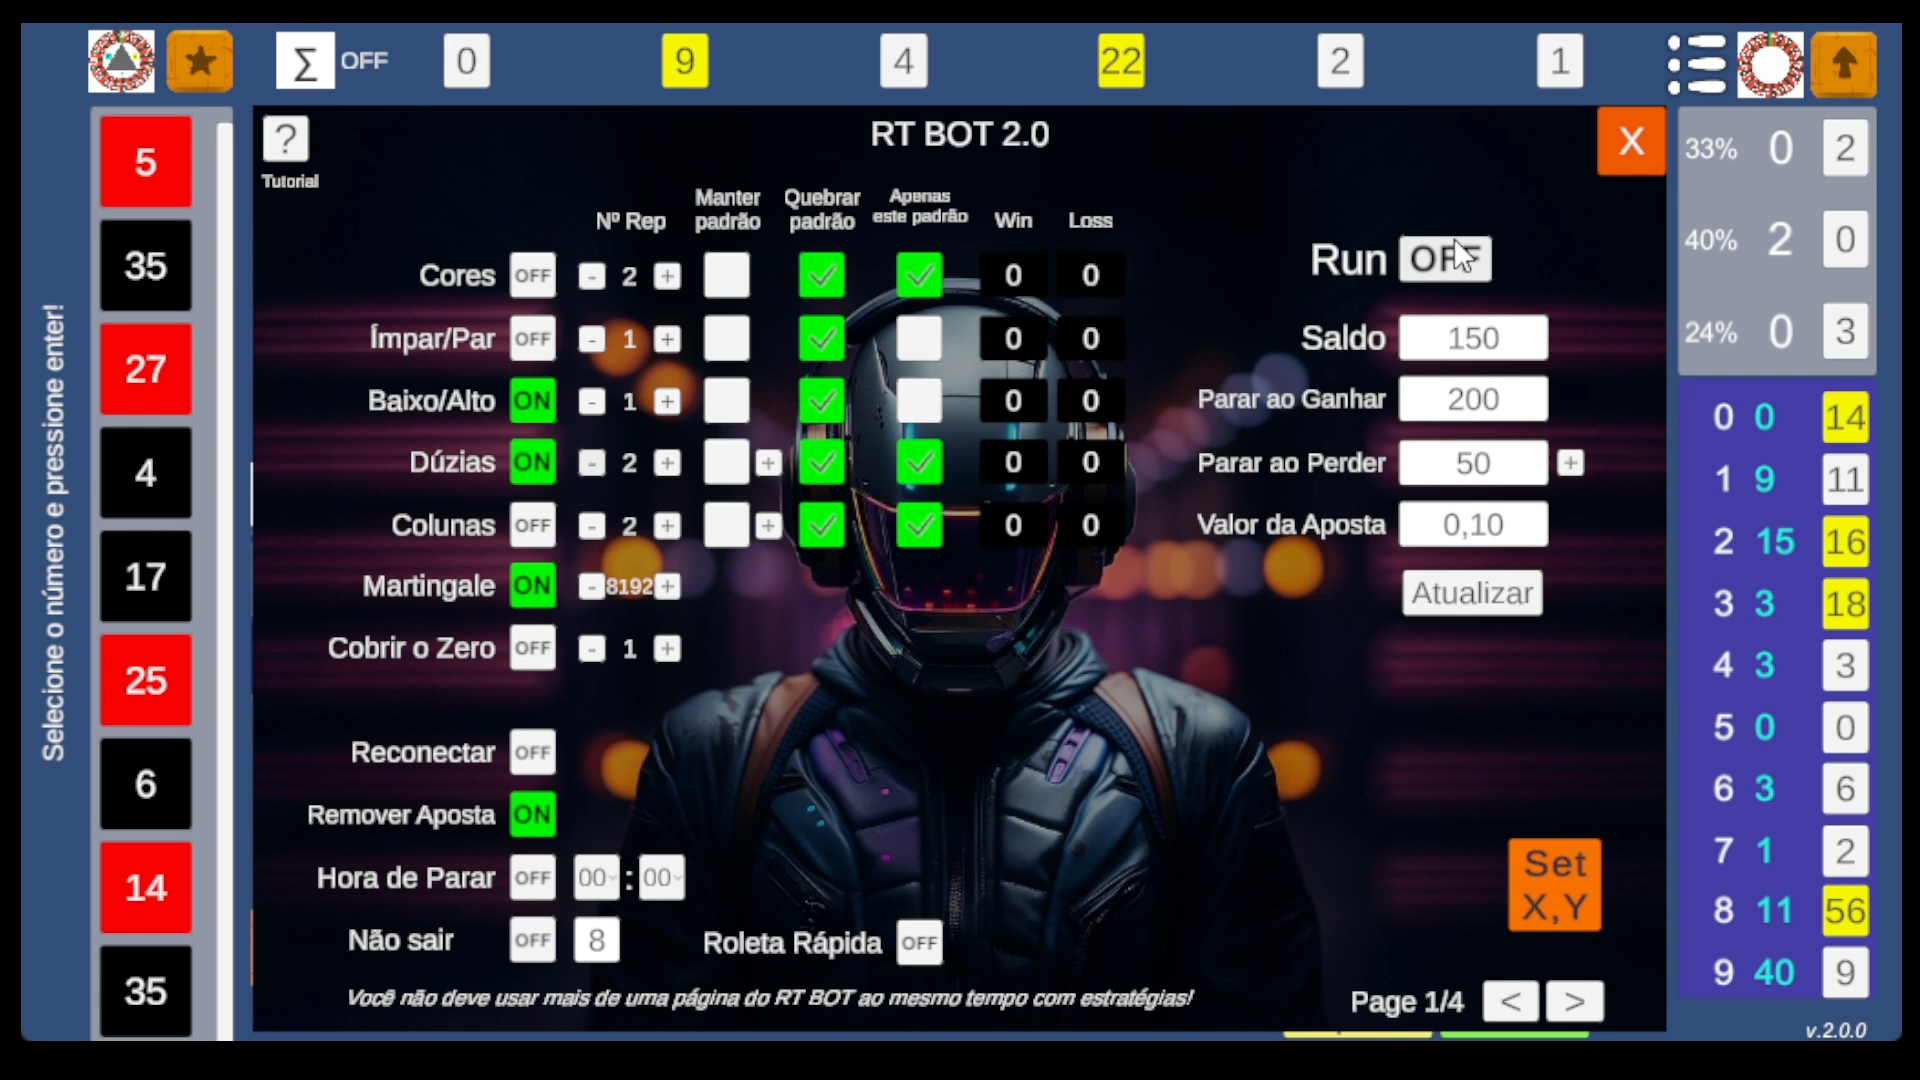 Σ OFF 0 9 4 22 2 1
Selecione o número e pressione enter!
5
35
27
4
17
25
6
14
35
?
Tutorial
RT BOT 2.0
X
Nº Rep Manter padrão Quebrar padrão Apenas este padrão Win Loss
Cores OFF - 2 + 0 0
Ímpar/Par OFF - 1 + 0 0
Baixo/Alto ON - 1 + 0 0
Dúzias ON - 2 + + 0 0
Colunas OFF - 2 + + 0 0
Martingale ON - 8192 +
Cobrir o Zero OFF - 1 +
Reconectar OFF
Remover Aposta ON
Hora de Parar OFF 00 : 00
Não sair OFF 8 Roleta Rápida OFF
Você não deve usar mais de uma página do RT BOT ao mesmo tempo com estratégias!
Run OFF
Saldo 150
Parar ao Ganhar 200
Parar ao Perder 50 +
Valor da Aposta 0,10
Atualizar
Set
X,Y
Page 1/4 < >
33% 0 2
40% 2 0
24% 0 3
0 0 14
1 9 11
2 15 16
3 3 18
4 3 3
5 0 0
6 3 6
7 1 2
8 11 56
9 40 9
v.2.0.0